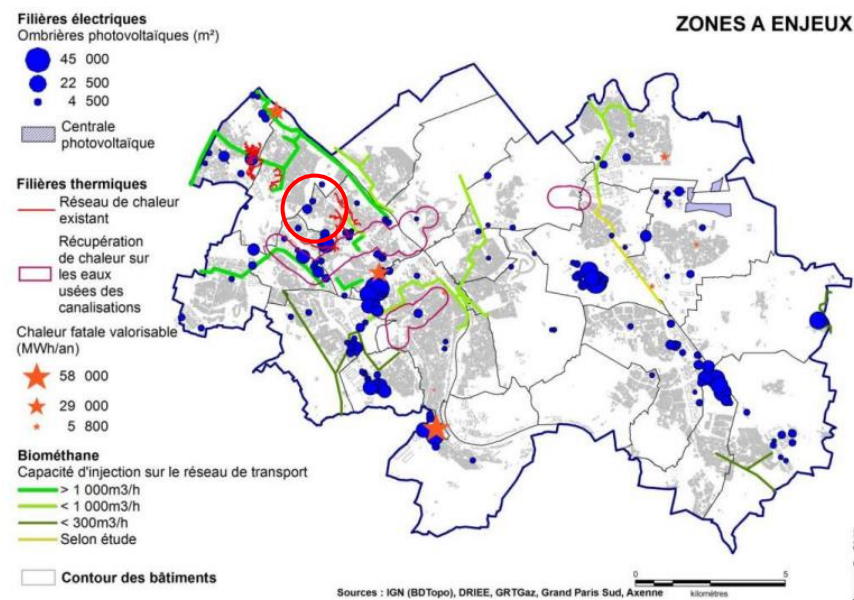 ZONES A ENJEUX
Filières électriques
Ombrières photovoltaïques (m²)
45 000
22 500
4 500
Centrale
photovoltaïque
Filières thermiques
Réseau de chaleur
existant
Récupération
de chaleur sur
les eaux
usées des
canalisations
Chaleur fatale valorisable
(MWh/an)
58 000
29 000
5 800
Biométhane
Capacité d'injection sur le réseau de transport
> 1 000m3/h
< 1 000m3/h
< 300m3/h
Selon étude
Contour des bâtiments
0 5
kilomètres
Sources : IGN (BDTopo), DRIEE, GRTGaz, Grand Paris Sud, Axenne